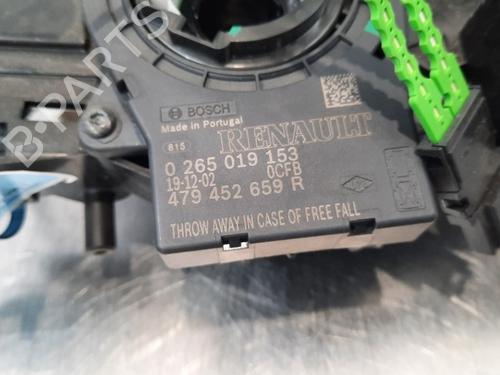 BOSCH
Made in Portugal
RENAULT
815
0 265 019 153
19-12-02 0CFB
479 452 659 R
THROW AWAY IN CASE OF FREE FALL
B-PARTS